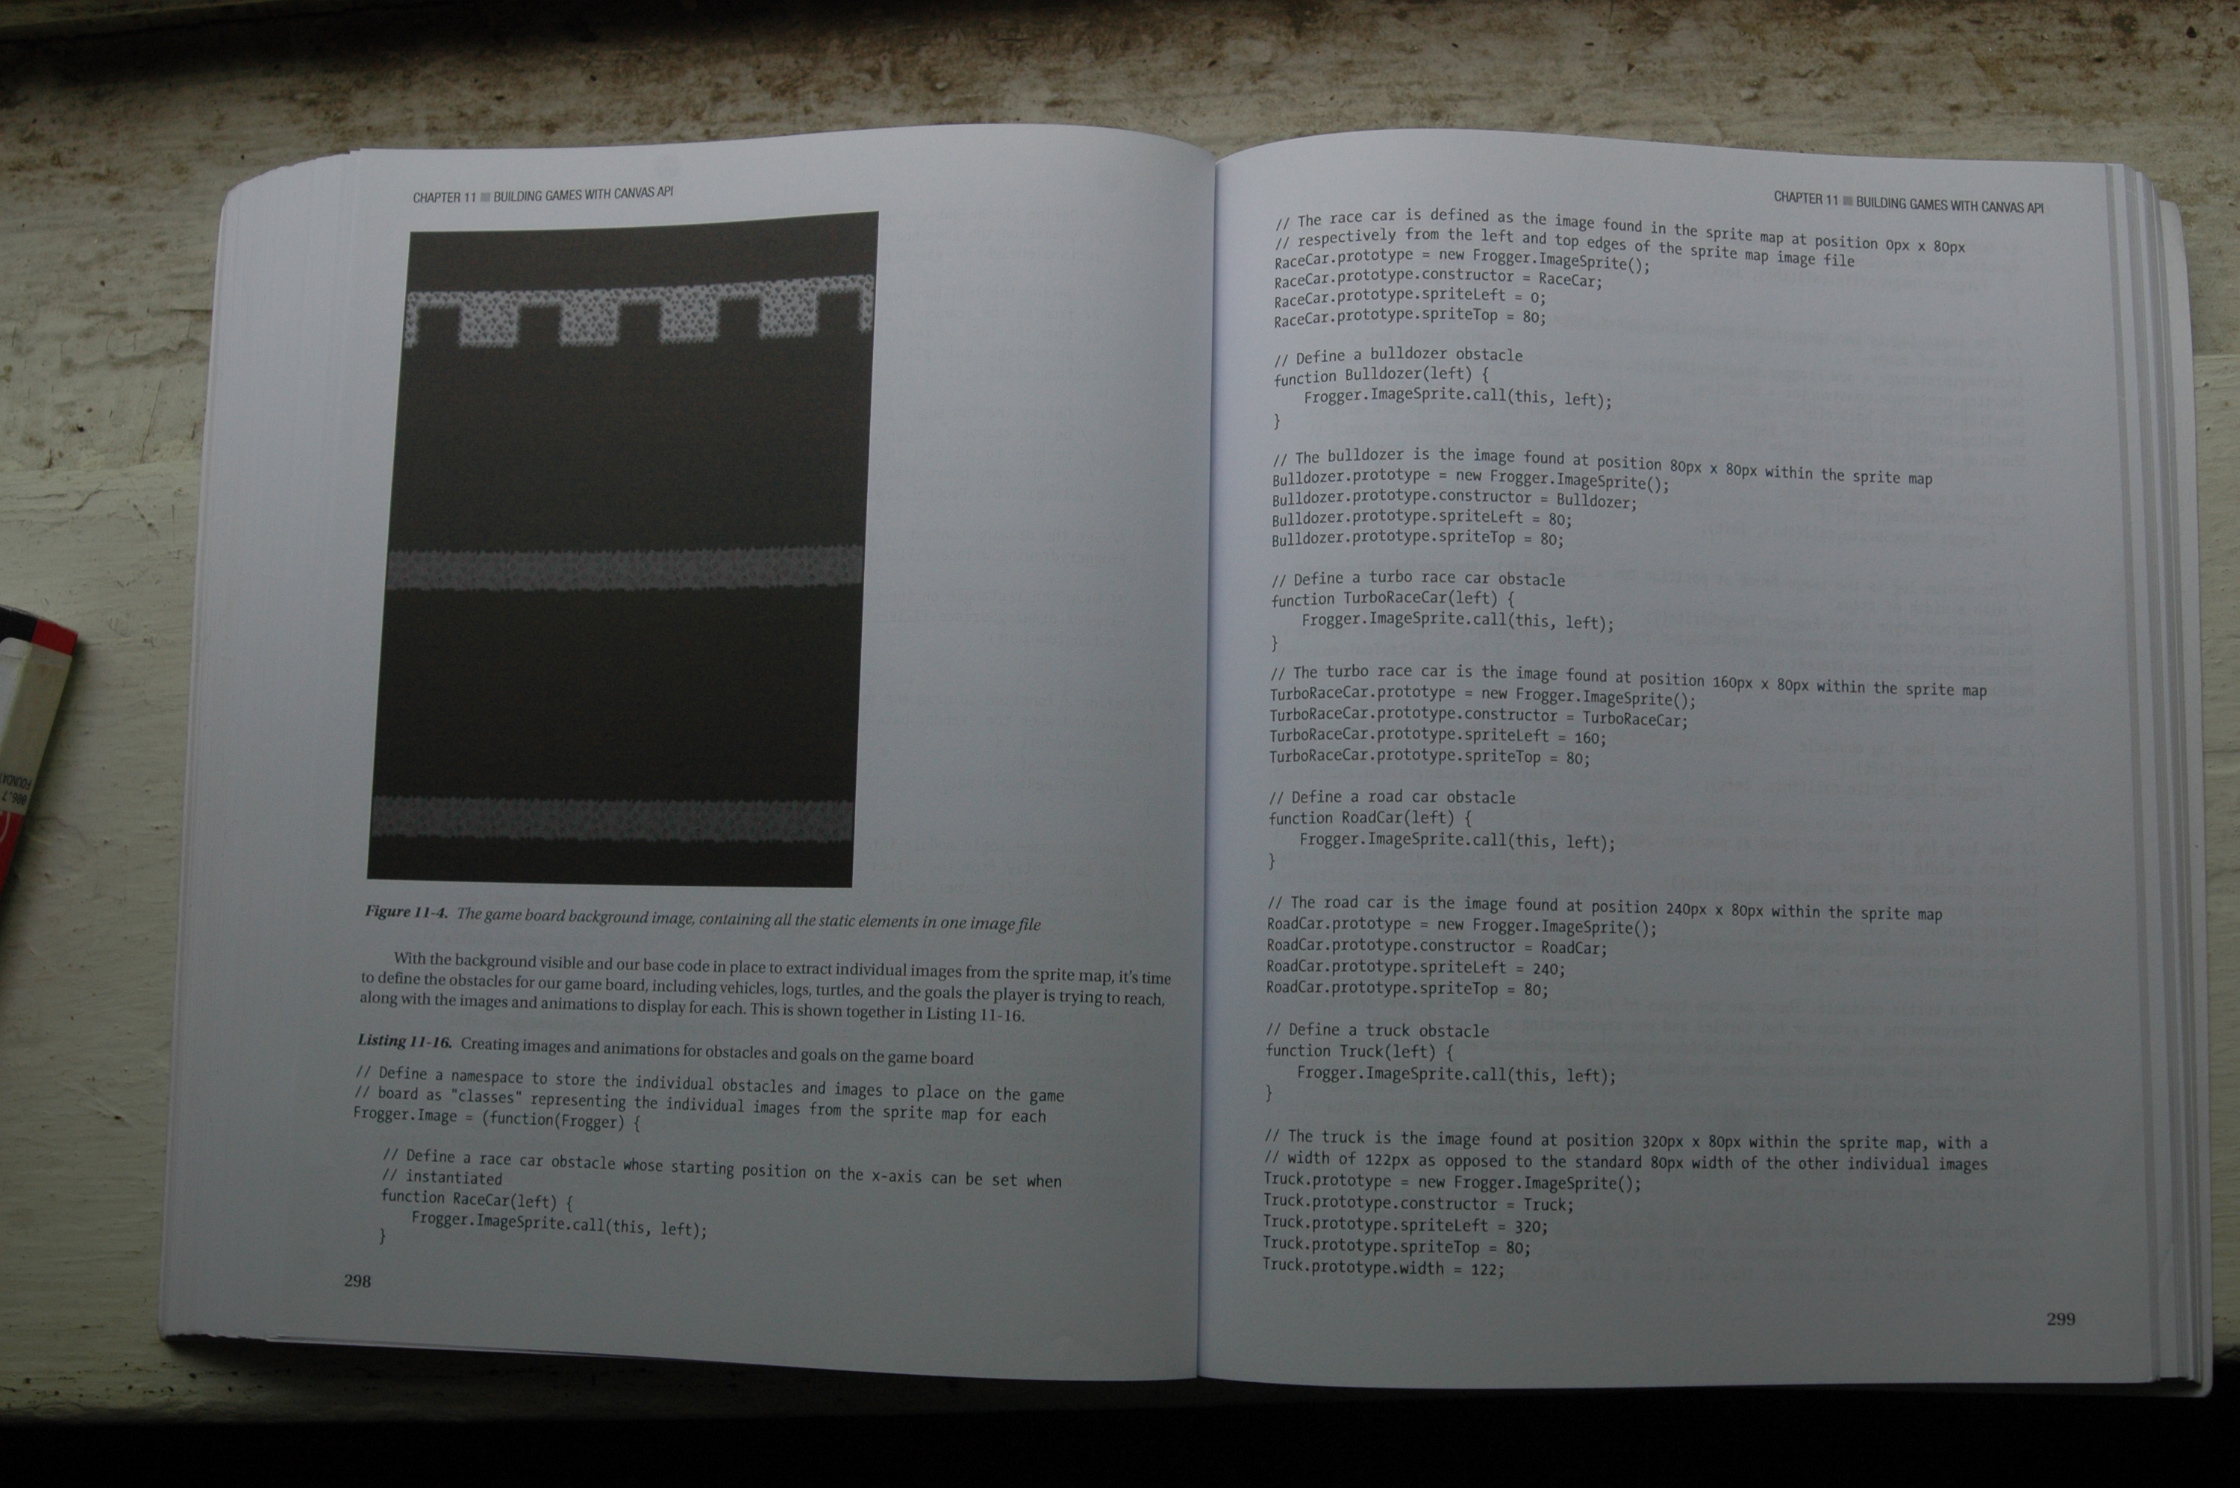 CHAPTER 11 ■ BUILDING GAMES WITH CANVAS API
Figure 11-4. The game board background image, containing all the static elements in one image file
With the background visible and our base code in place to extract individual images from the sprite map, it's time
to define the obstacles for our game board, including vehicles, logs, turtles, and the goals the player is trying to reach,
along with the images and animations to display for each. This is shown together in Listing 11-16.
Listing 11-16. Creating images and animations for obstacles and goals on the game board
// Define a namespace to store the individual obstacles and images to place on the game
// board as "classes" representing the individual images from the sprite map for each
Frogger.Image = (function(Frogger) {
// Define a race car obstacle whose starting position on the x-axis can be set when
// instantiated
function RaceCar(left) {
Frogger.ImageSprite.call(this, left);
}
298
CHAPTER 11 ■ BUILDING GAMES WITH CANVAS API
// The race car is defined as the image found in the sprite map at position 0px x 80px
// respectively from the left and top edges of the sprite map image file
RaceCar.prototype = new Frogger.ImageSprite();
RaceCar.prototype.constructor = RaceCar;
RaceCar.prototype.spriteLeft = 0;
RaceCar.prototype.spriteTop = 80;
// Define a bulldozer obstacle
function Bulldozer(left) {
Frogger.ImageSprite.call(this, left);
}
// The bulldozer is the image found at position 80px x 80px within the sprite map
Bulldozer.prototype = new Frogger.ImageSprite();
Bulldozer.prototype.constructor = Bulldozer;
Bulldozer.prototype.spriteLeft = 80;
Bulldozer.prototype.spriteTop = 80;
// Define a turbo race car obstacle
function TurboRaceCar(left) {
Frogger.ImageSprite.call(this, left);
}
// The turbo race car is the image found at position 160px x 80px within the sprite map
TurboRaceCar.prototype = new Frogger.ImageSprite();
TurboRaceCar.prototype.constructor = TurboRaceCar;
TurboRaceCar.prototype.spriteLeft = 160;
TurboRaceCar.prototype.spriteTop = 80;
// Define a road car obstacle
function RoadCar(left) {
Frogger.ImageSprite.call(this, left);
}
// The road car is the image found at position 240px x 80px within the sprite map
RoadCar.prototype = new Frogger.ImageSprite();
RoadCar.prototype.constructor = RoadCar;
RoadCar.prototype.spriteLeft = 240;
RoadCar.prototype.spriteTop = 80;
// Define a truck obstacle
function Truck(left) {
Frogger.ImageSprite.call(this, left);
}
// The truck is the image found at position 320px x 80px within the sprite map, with a
// width of 122px as opposed to the standard 80px width of the other individual images
Truck.prototype = new Frogger.ImageSprite();
Truck.prototype.constructor = Truck;
Truck.prototype.spriteLeft = 320;
Truck.prototype.spriteTop = 80;
Truck.prototype.width = 122;
299
006.7